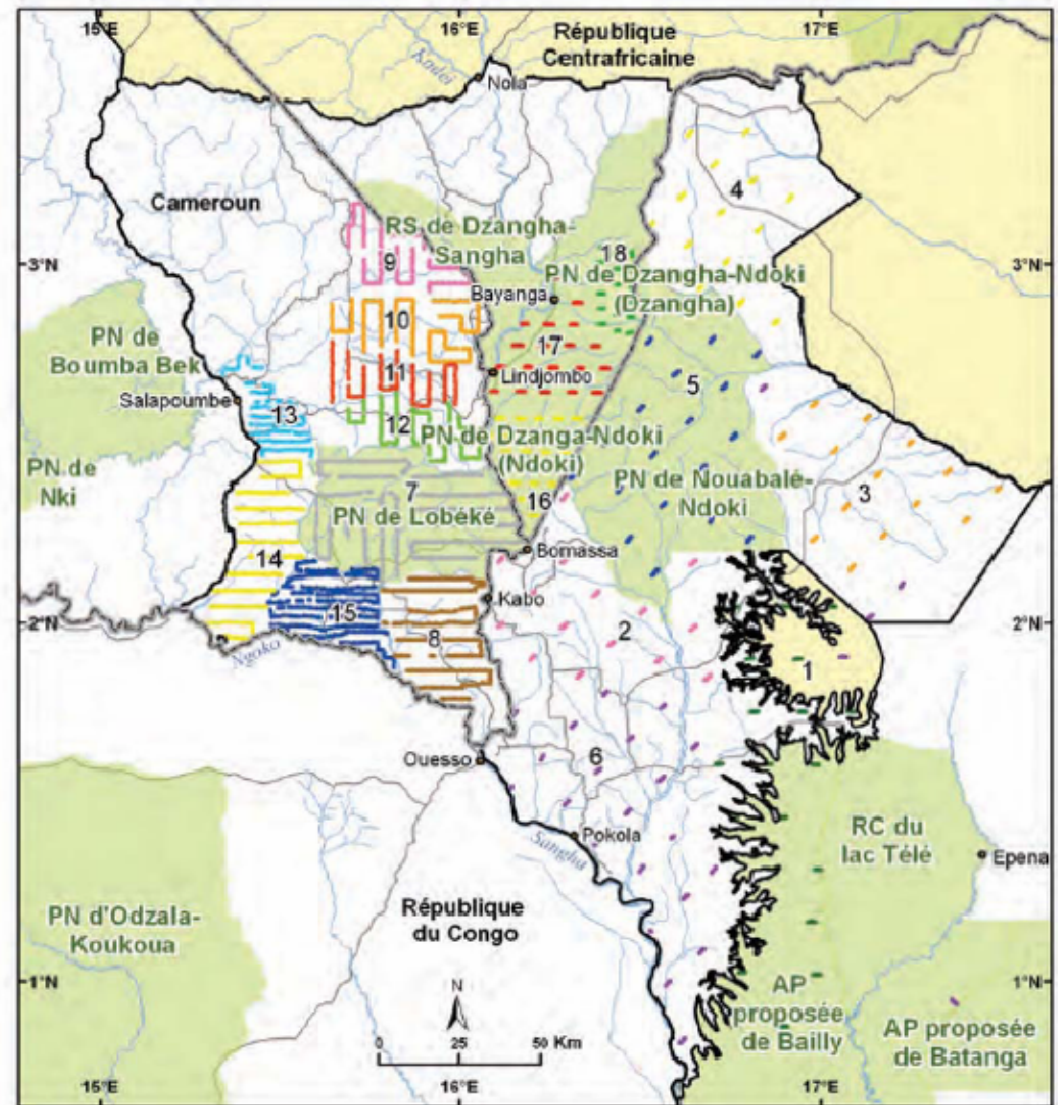 15°E
16°E
17°E
République
Centrafricaine
Kadei
Nola
Cameroun
4
RS de Dzangha-
Sangha
9
18
3°N
3°N
PN de Dzangha-Ndoki
(Dzangha)
Bayanga
10
PN de
Boumba Bek
17
5
11
Lindjombo
Salapoumbe
13
12
PN de Dzanga-Ndoki
(Ndoki)
PN de
Nki
7
PN de Nouabalé-
Ndoki
3
16
PN de Lobéké
14
Bomassa
15
Kabo
2°N
2°N
8
2
Ngoko
1
Ouesso
6
Pokola
Sangha
RC du
lac Télé
Epena
PN d'Odzala-
Koukoua
République
du Congo
1°N
1°N
N
AP
proposée
de Bailly
AP proposée
de Batanga
0 25 50 Km
15°E
16°E
17°E